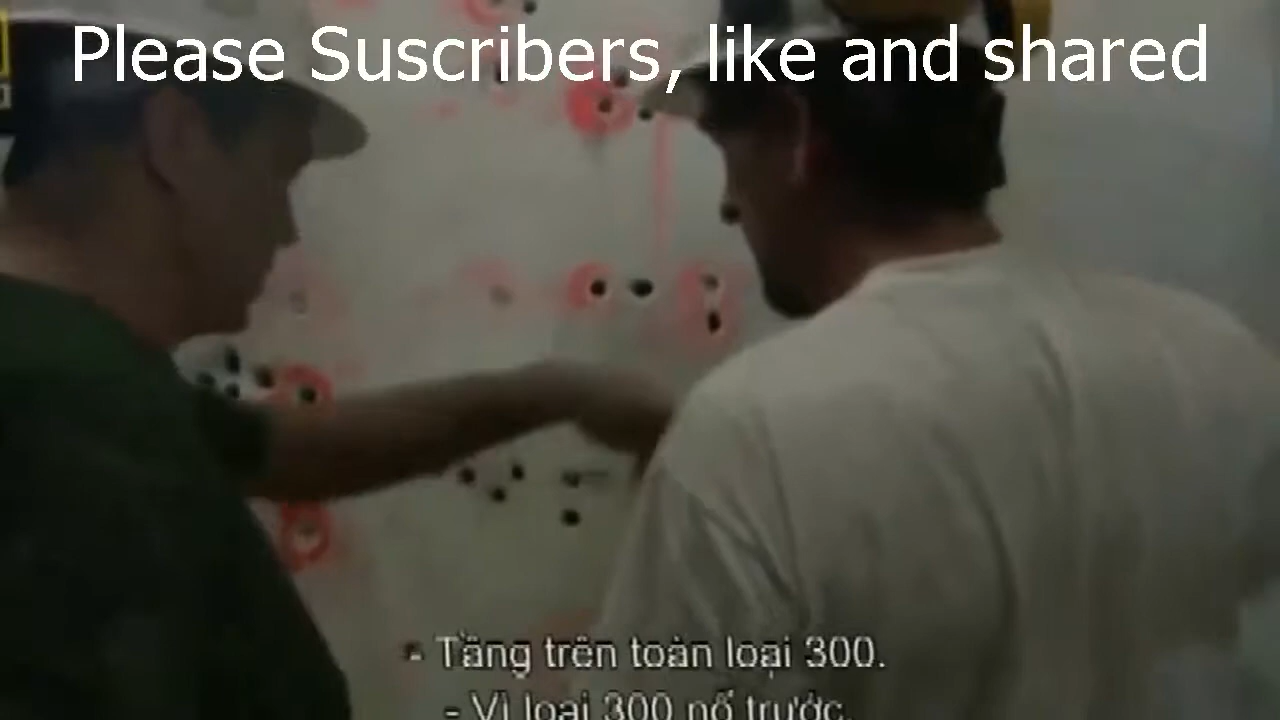 Please Suscribers, like and shared
- Tầng trên toàn loại 300.
- Vì loại 300 nổ trước.